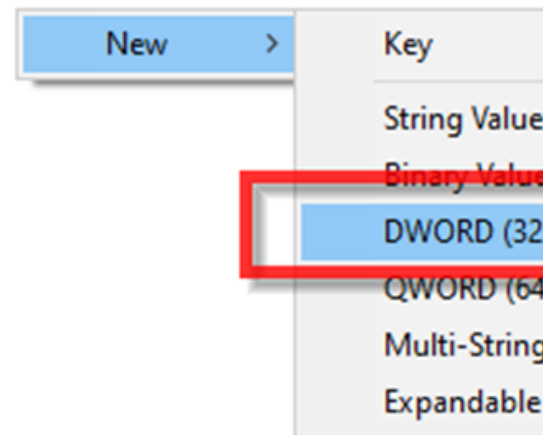 New > Key
String Value
Binary Value
DWORD (32
QWORD (64
Multi-String
Expandable